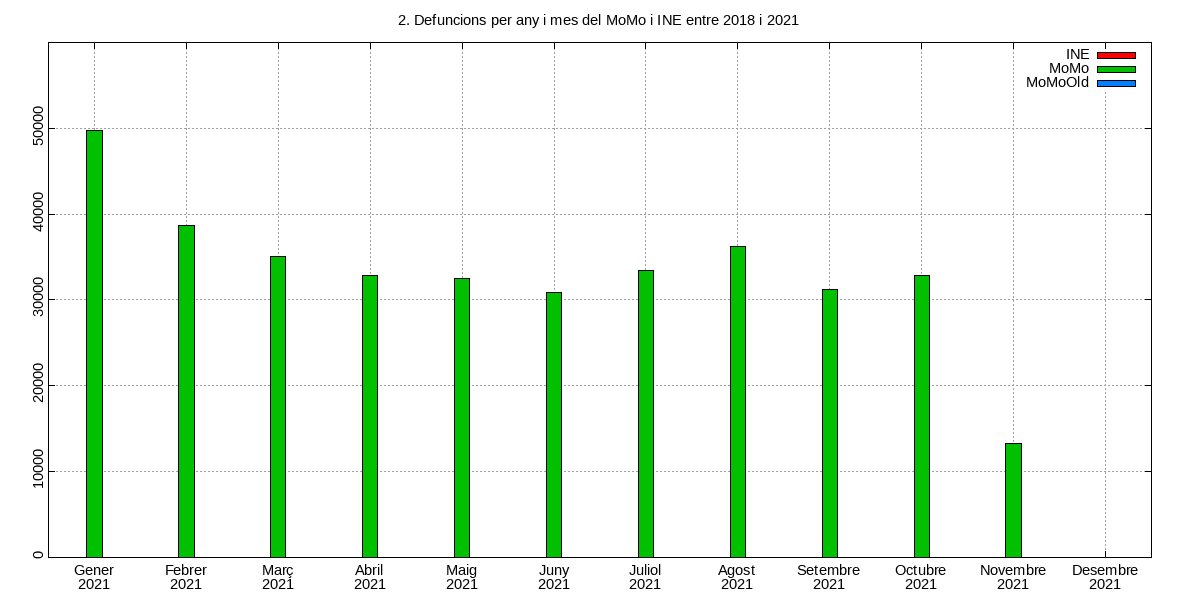 2. Defuncions per any i mes del MoMo i INE entre 2018 i 2021
INE
MoMo
MoMoOld
50000
40000
30000
20000
10000
0
Gener Febrer Març Abril Maig Juny Juliol Agost Setembre Octubre Novembre Desembre
2021 2021 2021 2021 2021 2021 2021 2021 2021 2021 2021 2021